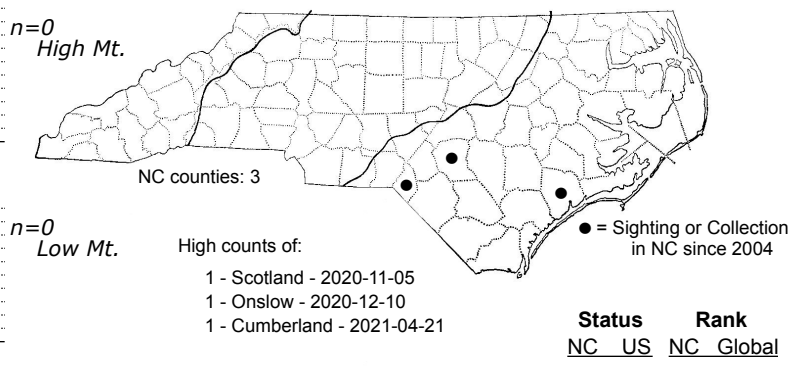 n=0
High Mt.
NC counties: 3
n=0
Low Mt.
High counts of:
1 - Scotland - 2020-11-05
1 - Onslow - 2020-12-10
1 - Cumberland - 2021-04-21
● = Sighting or Collection
in NC since 2004
Status Rank
NC US NC Global